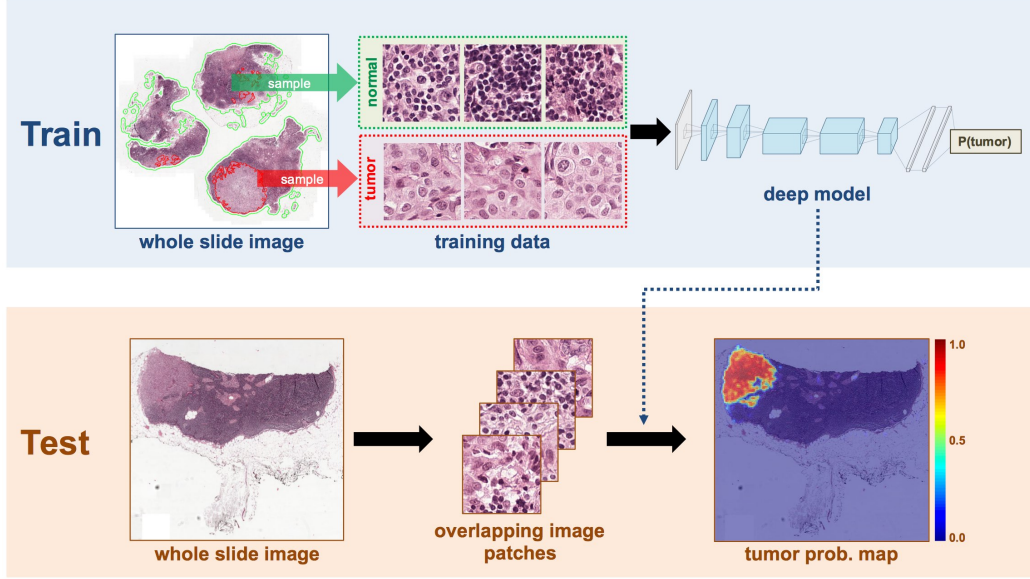 Train
sample
sample
normal
tumor
P(tumor)
whole slide image
training data
deep model
Test
1.0
0.5
0.0
whole slide image
overlapping image
patches
tumor prob. map